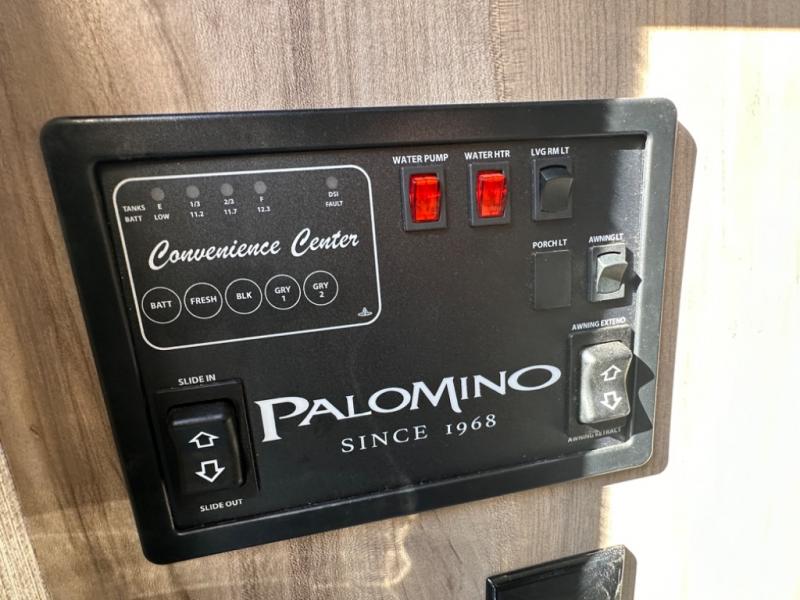 WATER PUMP
WATER HTR
LVG RM LT
TANKS E 1/3 2/3 F DSI
BATT LOW 11.2 11.7 12.3 FAULT
Convenience Center
BATT
FRESH
BLK
GRY
1
GRY
2
PORCH LT
AWNING LT
AWNING EXTEND
SLIDE IN
PALOMINO
SINCE 1968
AWNING RETRACT
SLIDE OUT